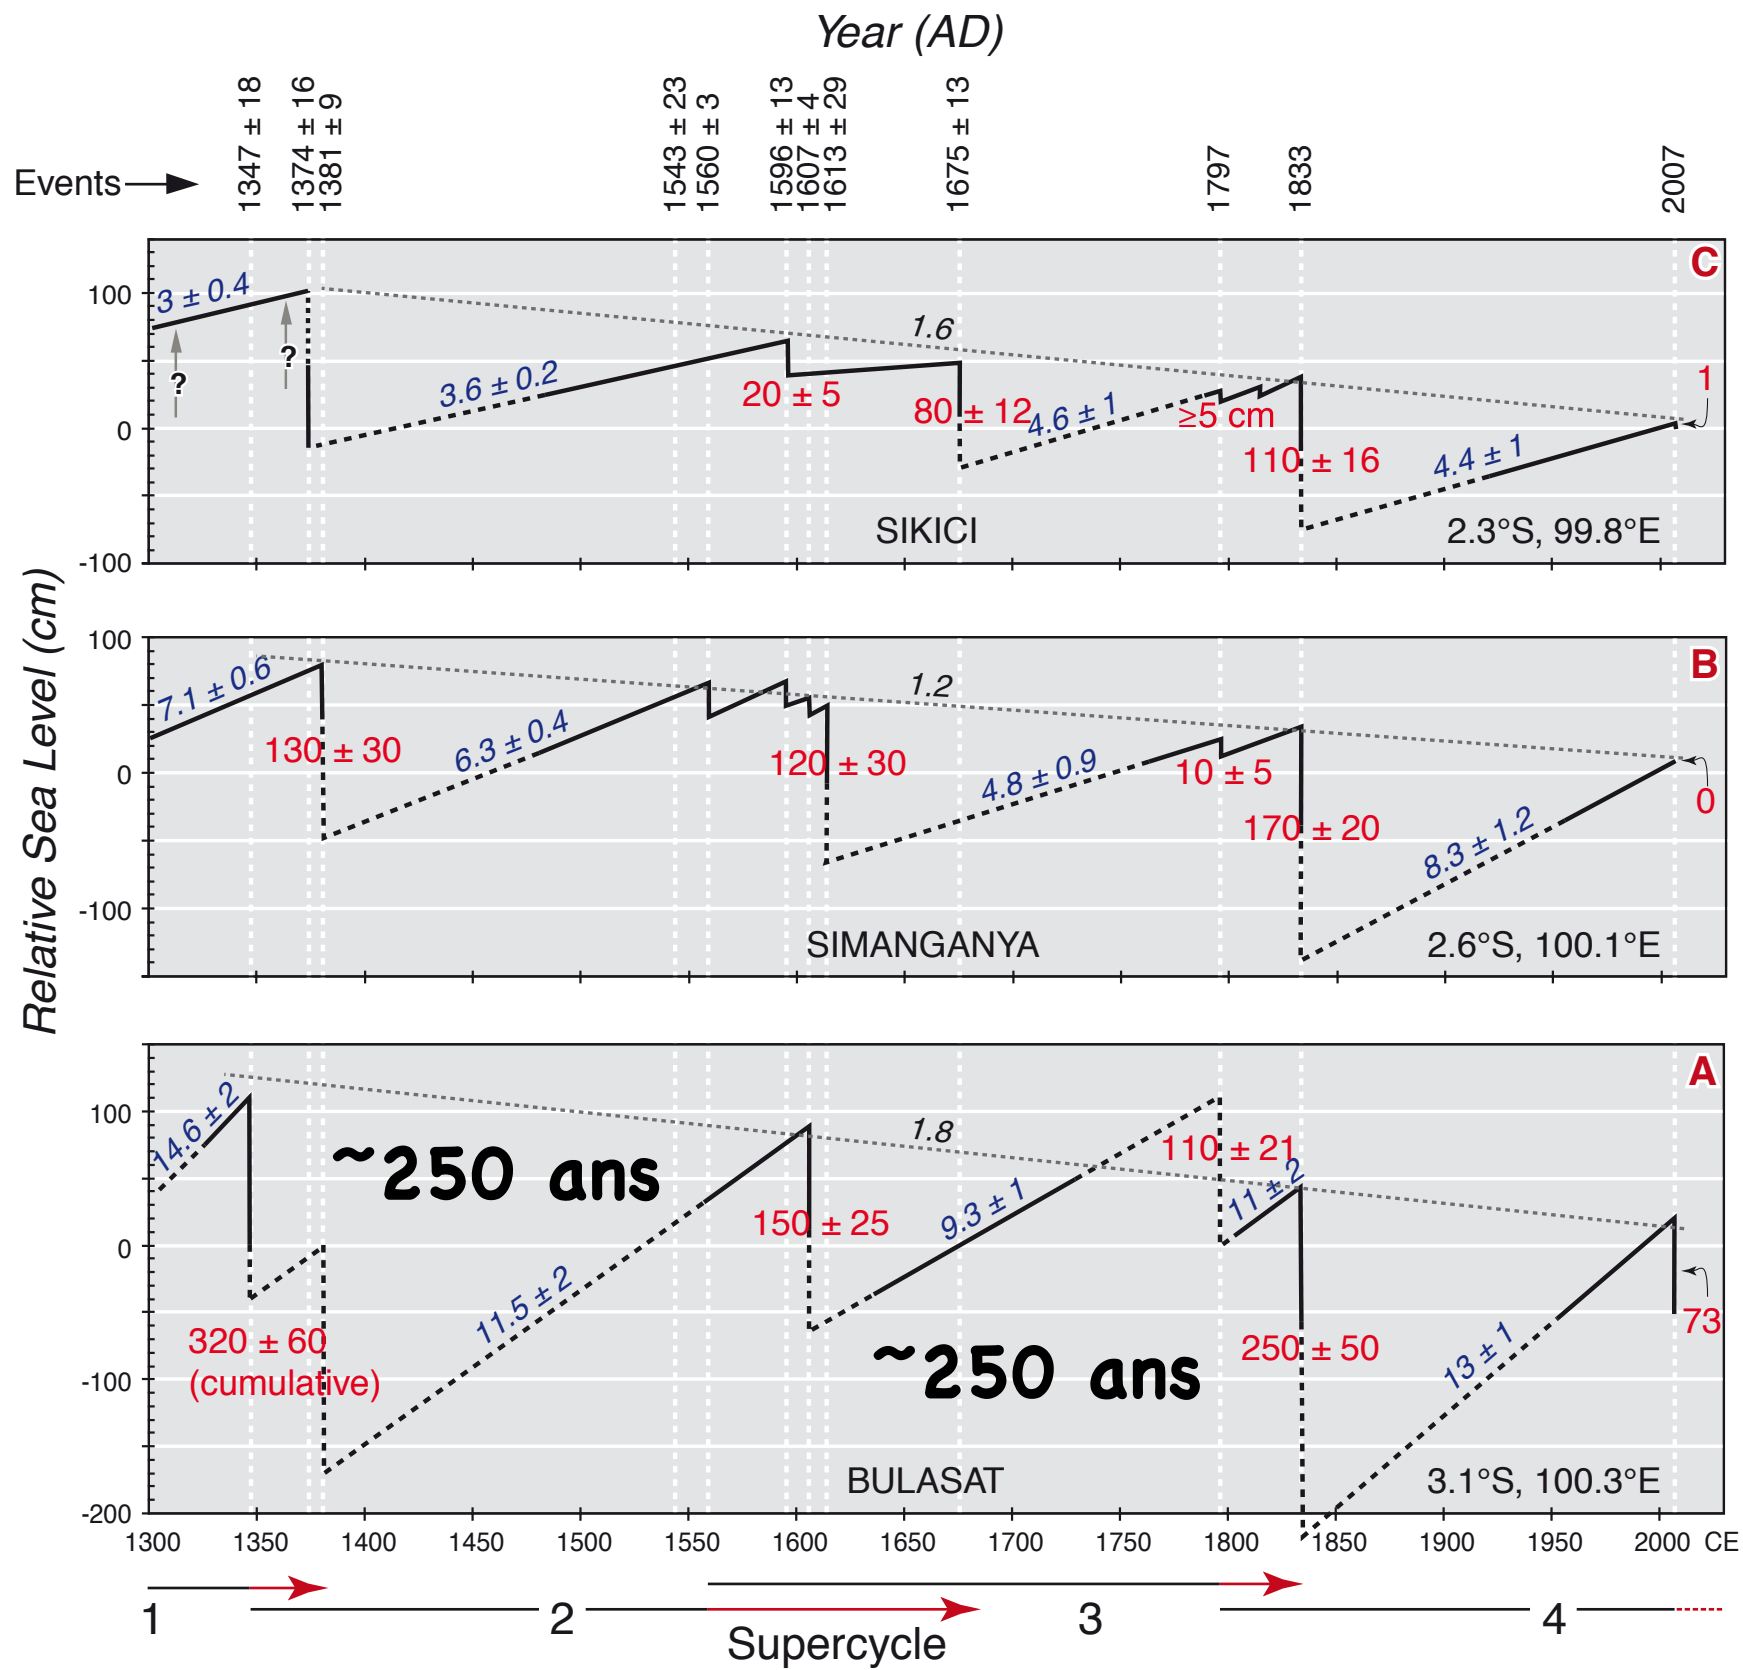 Year (AD)
Events
1347 ± 18
1374 ± 16
1381 ± 9
1543 ± 23
1560 ± 3
1596 ± 13
1607 ± 4
1613 ± 29
1675 ± 13
1797
1833
2007
Relative Sea Level (cm)
C
100
0
-100
3 ± 0.4
?
?
3.6 ± 0.2
20 ± 5
1.6
80 ± 12
4.6 ± 1
≥5 cm
110 ± 16
4.4 ± 1
1
SIKICI
2.3°S, 99.8°E
B
100
0
-100
7.1 ± 0.6
130 ± 30
6.3 ± 0.4
1.2
120 ± 30
4.8 ± 0.9
10 ± 5
170 ± 20
8.3 ± 1.2
0
SIMANGANYA
2.6°S, 100.1°E
A
100
0
-100
-200
14.6 ± 2
~250 ans
1.8
110 ± 21
11 ± 2
150 ± 25
9.3 ± 1
11.5 ± 2
320 ± 60
(cumulative)
~250 ans
250 ± 50
13 ± 1
73
BULASAT
3.1°S, 100.3°E
1300 1350 1400 1450 1500 1550 1600 1650 1700 1750 1800 1850 1900 1950 2000 CE
1 2 3 4
Supercycle